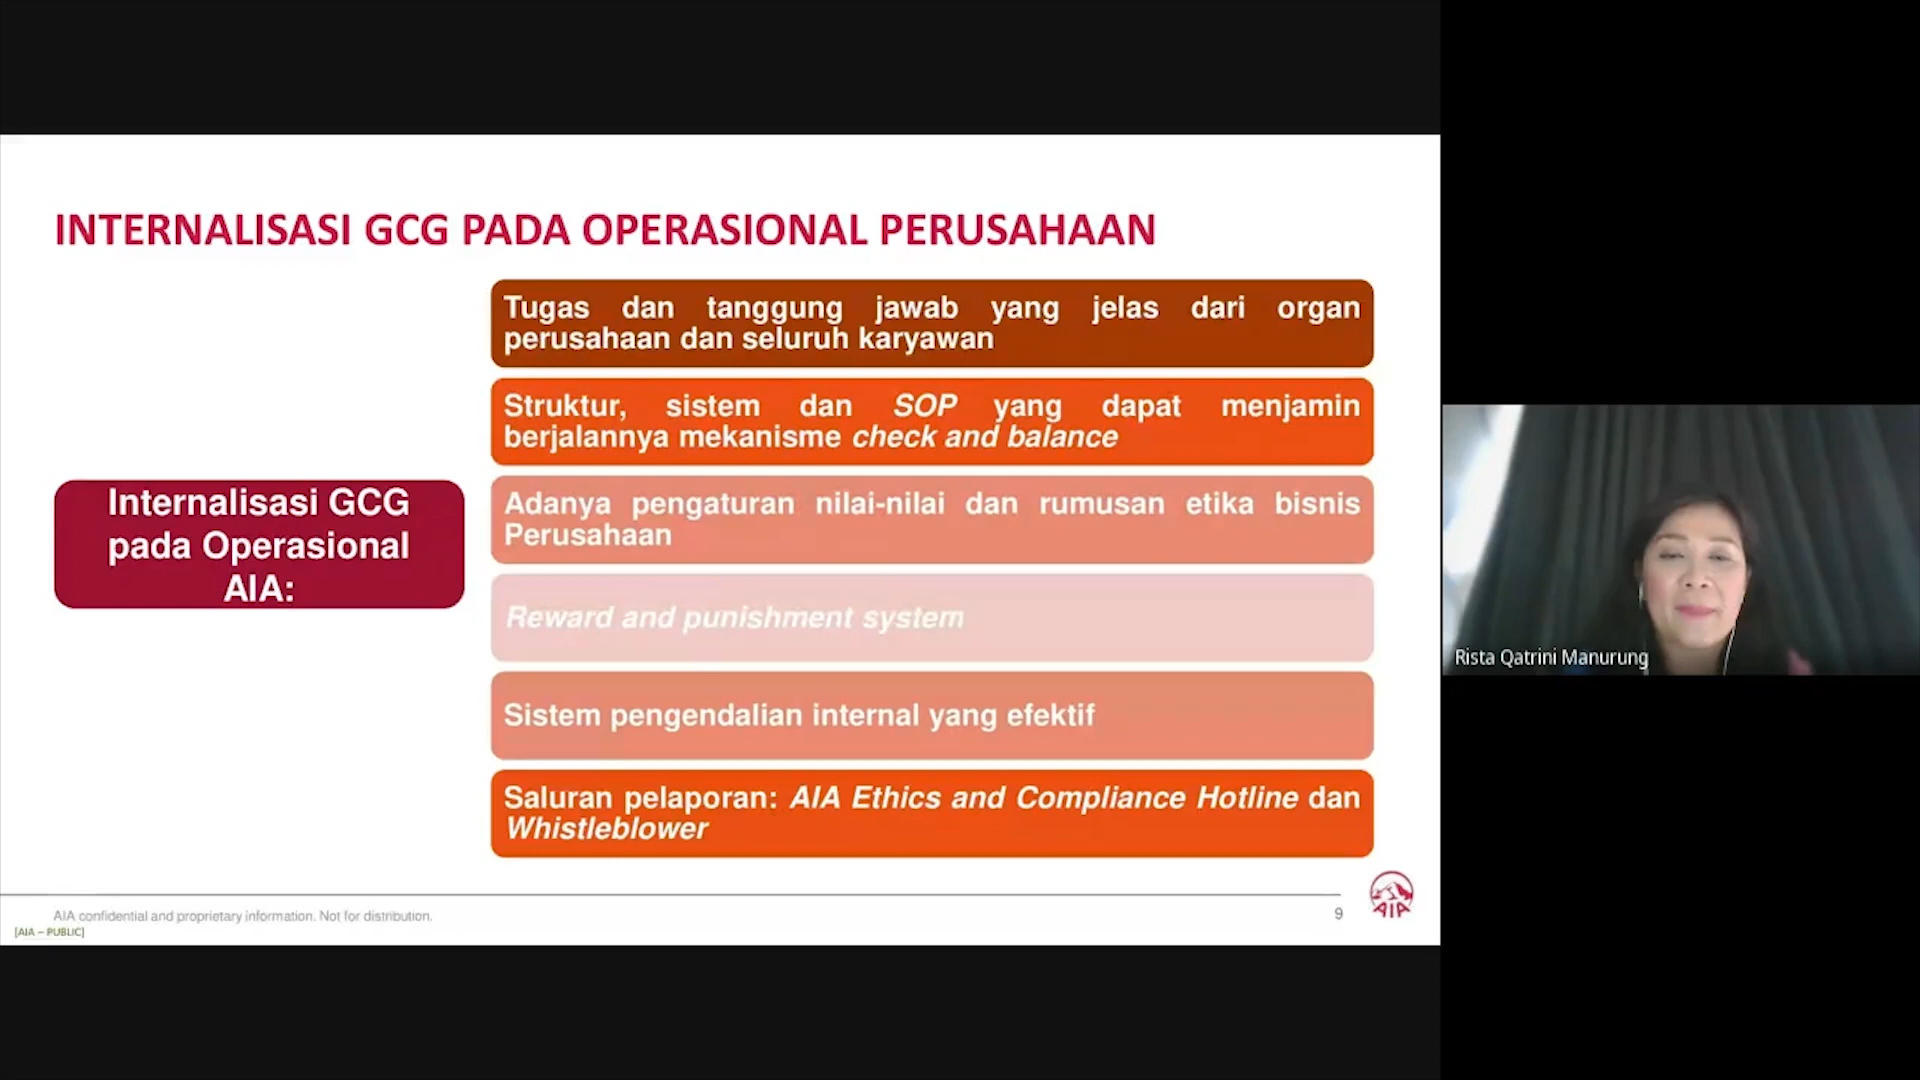 INTERNALISASI GCG PADA OPERASIONAL PERUSAHAAN
Internalisasi GCG
pada Operasional
AIA:
Tugas dan tanggung jawab yang jelas dari organ
perusahaan dan seluruh karyawan
Struktur, sistem dan SOP yang dapat menjamin
berjalannya mekanisme check and balance
Adanya pengaturan nilai-nilai dan rumusan etika bisnis
Perusahaan
Reward and punishment system
Sistem pengendalian internal yang efektif
Saluran pelaporan: AIA Ethics and Compliance Hotline dan
Whistleblower
AIA confidential and proprietary information. Not for distribution.
[AIA – PUBLIC]
9
AIA
Rista Qatrini Manurung